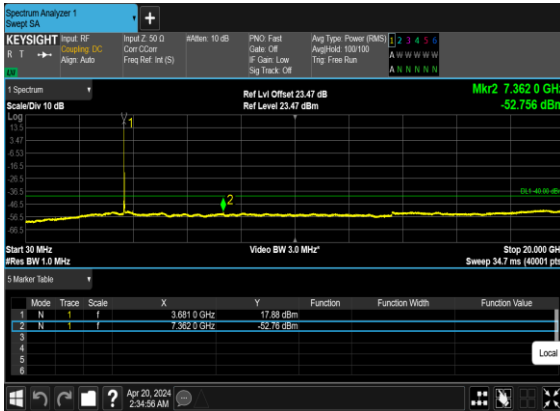 Spectrum Analyzer 1
Swept SA
KEYSIGHT Input: RF Input Z: 50 Ω #Atten: 10 dB PNO: Fast Avg Type: Power (RMS) 1 2 3 4 5 6
R T Coupling: DC Corr CCorr Gate: Off Avg|Hold: 100/100 A W W W W W
Align: Auto Freq Ref: Int (S) IF Gain: Low Trig: Free Run
Sig Track: Off A N N N N N
1 Spectrum Ref Lvl Offset 23.47 dB Mkr2 7.362 0 GHz
Scale/Div 10 dB Ref Level 23.47 dBm -52.756 dBm
Log
1
13.5
3.47
-6.53
-16.5
-26.5
-36.5 DL1 -40.00 dBm
-46.5 2
-56.5
-66.5
Start 30 MHz Video BW 3.0 MHz* Stop 20.000 GHz
#Res BW 1.0 MHz Sweep 34.7 ms (40001 pts)
5 Marker Table
Mode Trace Scale X Y Function Function Width Function Value
1 N 1 f 3.681 0 GHz 17.88 dBm
2 N 1 f 7.362 0 GHz -52.76 dBm
3
4
5
6
Local
Apr 20, 2024
2:34:56 AM